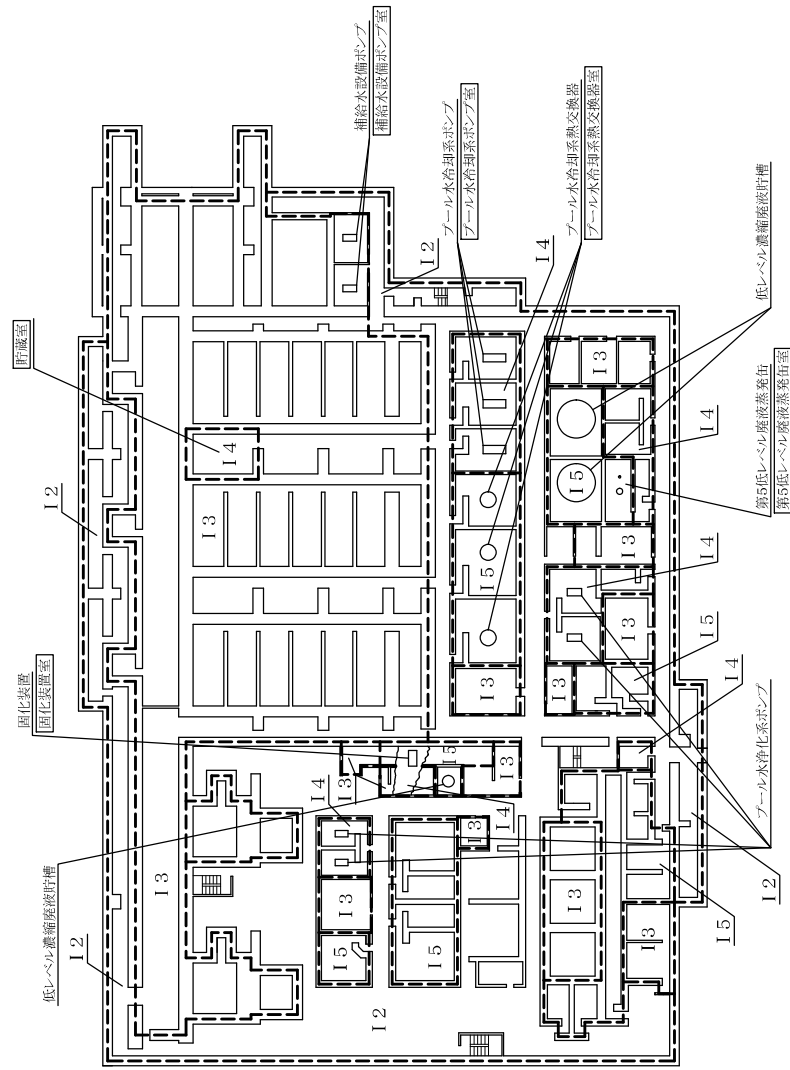 固化装置
固化装置室
貯蔵室
低レベル濃縮廃液貯槽
I2
I2
I3
I3
I4
I4
I5
I3
I3
補給水設備ポンプ
補給水設備ポンプ室
I2
I5
I2
プール水冷却系ポンプ
プール水冷却系ポンプ室
I5
I3
I3
I5
I4
I3
I4
I3
プール水冷却系熱交換器
プール水冷却系熱交換器室
I3
I5
I3
I3
I3
I3
I5
I4
I4
I5
I4
I2
プール水浄化系ポンプ
第5低レベル廃液蒸発缶
第5低レベル廃液蒸発缶室
低レベル濃縮廃液貯槽